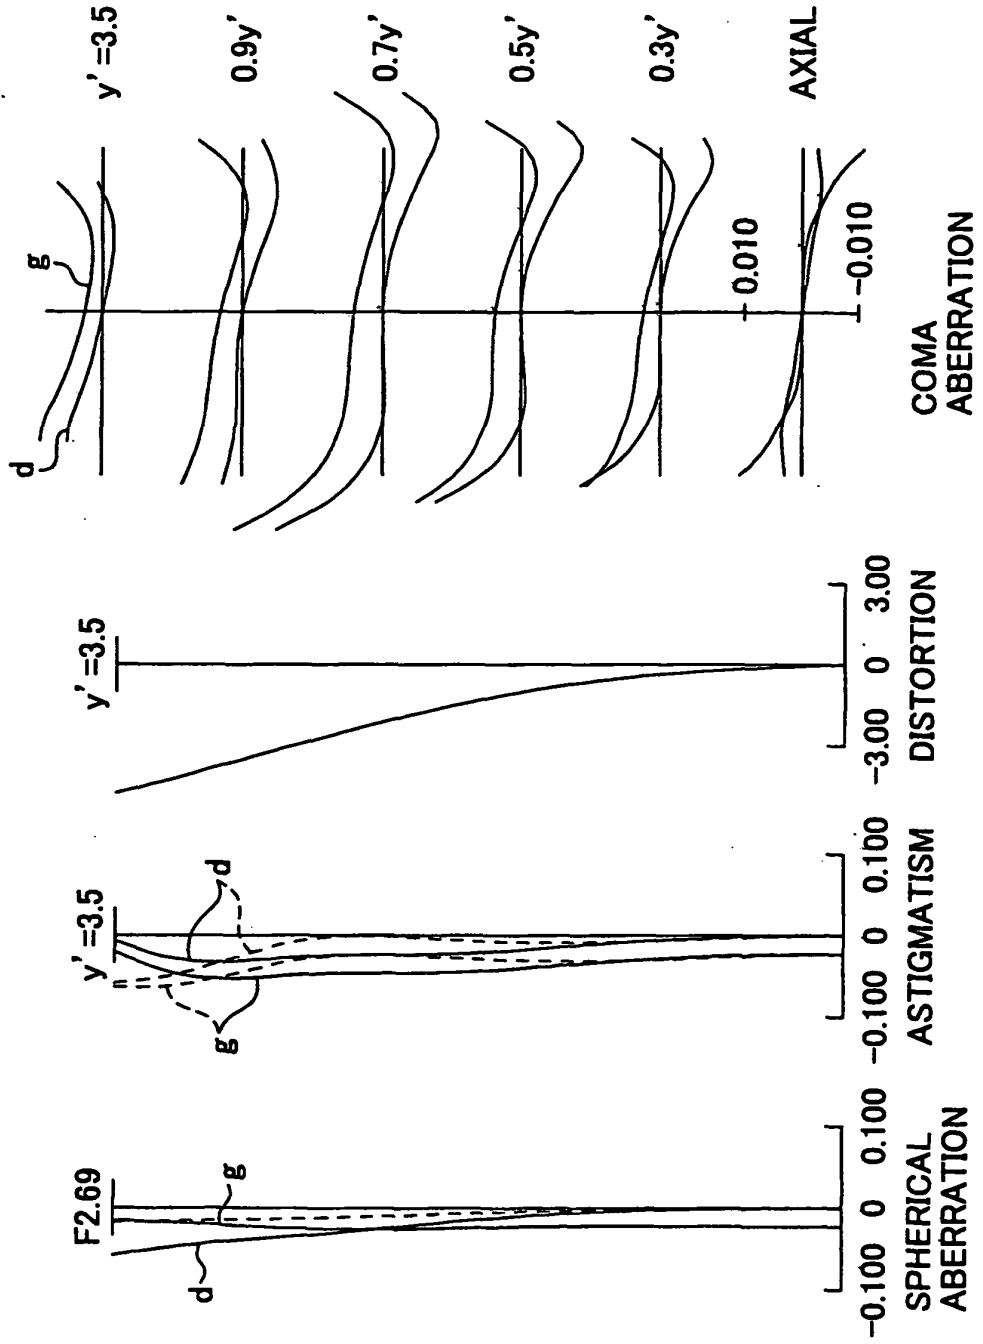 F2.69
g
d
-0.100 0 0.100
SPHERICAL
ABERRATION
y' =3.5
d
g
-0.100 0 0.100
ASTIGMATISM
y' =3.5
-3.00 0 3.00
DISTORTION
g
d
y' =3.5
0.9y'
0.7y'
0.5y'
0.3y'
0.010
AXIAL
-0.010
COMA
ABERRATION